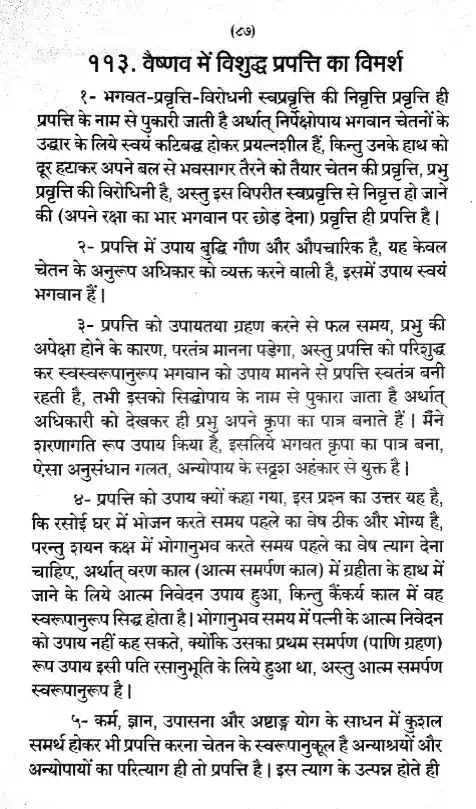 (८७)
११३. वैष्णव में विशुद्ध प्रपत्ति का विमर्श
१- भगवत-प्रवृत्ति-विरोधनी स्वप्रवृत्ति की निवृत्ति प्रवृत्ति ही
प्रपत्ति के नाम से पुकारी जाती है अर्थात् निर्पेक्षोपाय भगवान चेतनों के
उद्धार के लिये स्वयं कटिबद्ध होकर प्रयत्नशील हैं, किन्तु उनके हाथ को
दूर हटाकर अपने बल से भवसागर तैरने को तैयार चेतन की प्रवृत्ति, प्रभु
प्रवृत्ति की विरोधिनी है, अस्तु इस विपरीत स्वप्रवृत्ति से निवृत्त हो जाने
की (अपने रक्षा का भार भगवान पर छोड़ देना) प्रवृत्ति ही प्रपत्ति है।
२- प्रपत्ति में उपाय बुद्धि गौण और औपचारिक है, यह केवल
चेतन के अनुरूप अधिकार को व्यक्त करने वाली है, इसमें उपाय स्वयं
भगवान हैं।
३- प्रपत्ति को उपायतया ग्रहण करने से फल समय, प्रभु की
अपेक्षा होने के कारण, परतंत्र मानना पड़ेगा, अस्तु प्रपत्ति को परिशुद्ध
कर स्वस्वरूपानुरूप भगवान को उपाय मानने से प्रपत्ति स्वतंत्र बनी
रहती है, तभी इसको सिद्धोपाय के नाम से पुकारा जाता है अर्थात्
अधिकारी को देखकर ही प्रभु अपने कृपा का पात्र बनाते हैं। मैंने
शरणागति रूप उपाय किया है, इसलिये भगवत कृपा का पात्र बना,
ऐसा अनुसंधान गलत, अन्योपाय के सदृश अहंकार से युक्त है।
४- प्रपत्ति को उपाय क्यों कहा गया, इस प्रश्न का उत्तर यह है,
कि रसोई घर में भोजन करते समय पहले का वेष ठीक और भोग्य है,
परन्तु शयन कक्ष में भोगानुभव करते समय पहले का वेष त्याग देना
चाहिए, अर्थात् वरण काल (आत्म समर्पण काल) में ग्रहीता के हाथ में
जाने के लिये आत्म निवेदन उपाय हुआ, किन्तु कैंकर्य काल में वह
स्वरूपानुरूप सिद्ध होता है। भोगानुभव समय में पत्नी के आत्म निवेदन
को उपाय नहीं कह सकते, क्योंकि उसका प्रथम समर्पण (पाणि ग्रहण)
रूप उपाय इसी पति रसानुभूति के लिये हुआ था, अस्तु आत्म समर्पण
स्वरूपानुरूप है।
५- कर्म, ज्ञान, उपासना और अष्टाङ्ग योग के साधन में कुशल
समर्थ होकर भी प्रपत्ति करना चेतन के स्वरूपानुकूल है अन्याश्रयों और
अन्योपायों का परित्याग ही तो प्रपत्ति है। इस त्याग के उत्पन्न होते ही